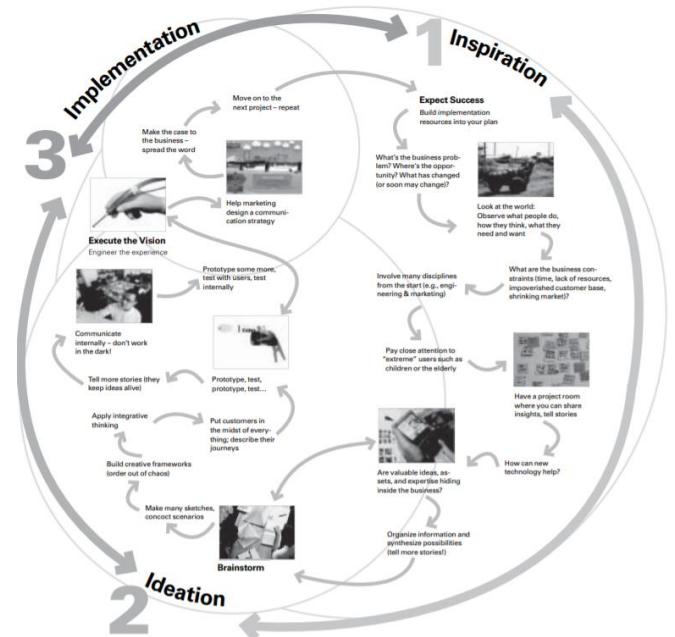 1
Inspiration
Expect Success
Build implementation
resources into your plan
What's the business prob-
lem? Where's the oppor-
tunity? What has changed
(or soon may change)?
Look at the world:
Observe what people do,
how they think, what they
need and want
What are the business con-
straints (time, lack of resources,
impoverished customer base,
shrinking market)?
Involve many disciplines
from the start (e.g., engi-
neering & marketing)
Pay close attention to
"extreme" users such as
children or the elderly
Have a project room
where you can share
insights, tell stories
How can new
technology help?
Are valuable ideas, as-
sets, and expertise hiding
inside the business?
Organize information and
synthesize possibilities
(tell more stories!)
2
Ideation
Brainstorm
Make many sketches,
concoct scenarios
Build creative frameworks
(order out of chaos)
Apply integrative
thinking
Put customers in
the midst of every-
thing; describe their
journeys
Prototype, test,
prototype, test...
Tell more stories (they
keep ideas alive)
Communicate
internally – don't work
in the dark!
Prototype some more,
test with users, test
internally
3
Implementation
Execute the Vision
Engineer the experience
Help marketing
design a communi-
cation strategy
Make the case to
the business –
spread the word
Move on to the
next project – repeat